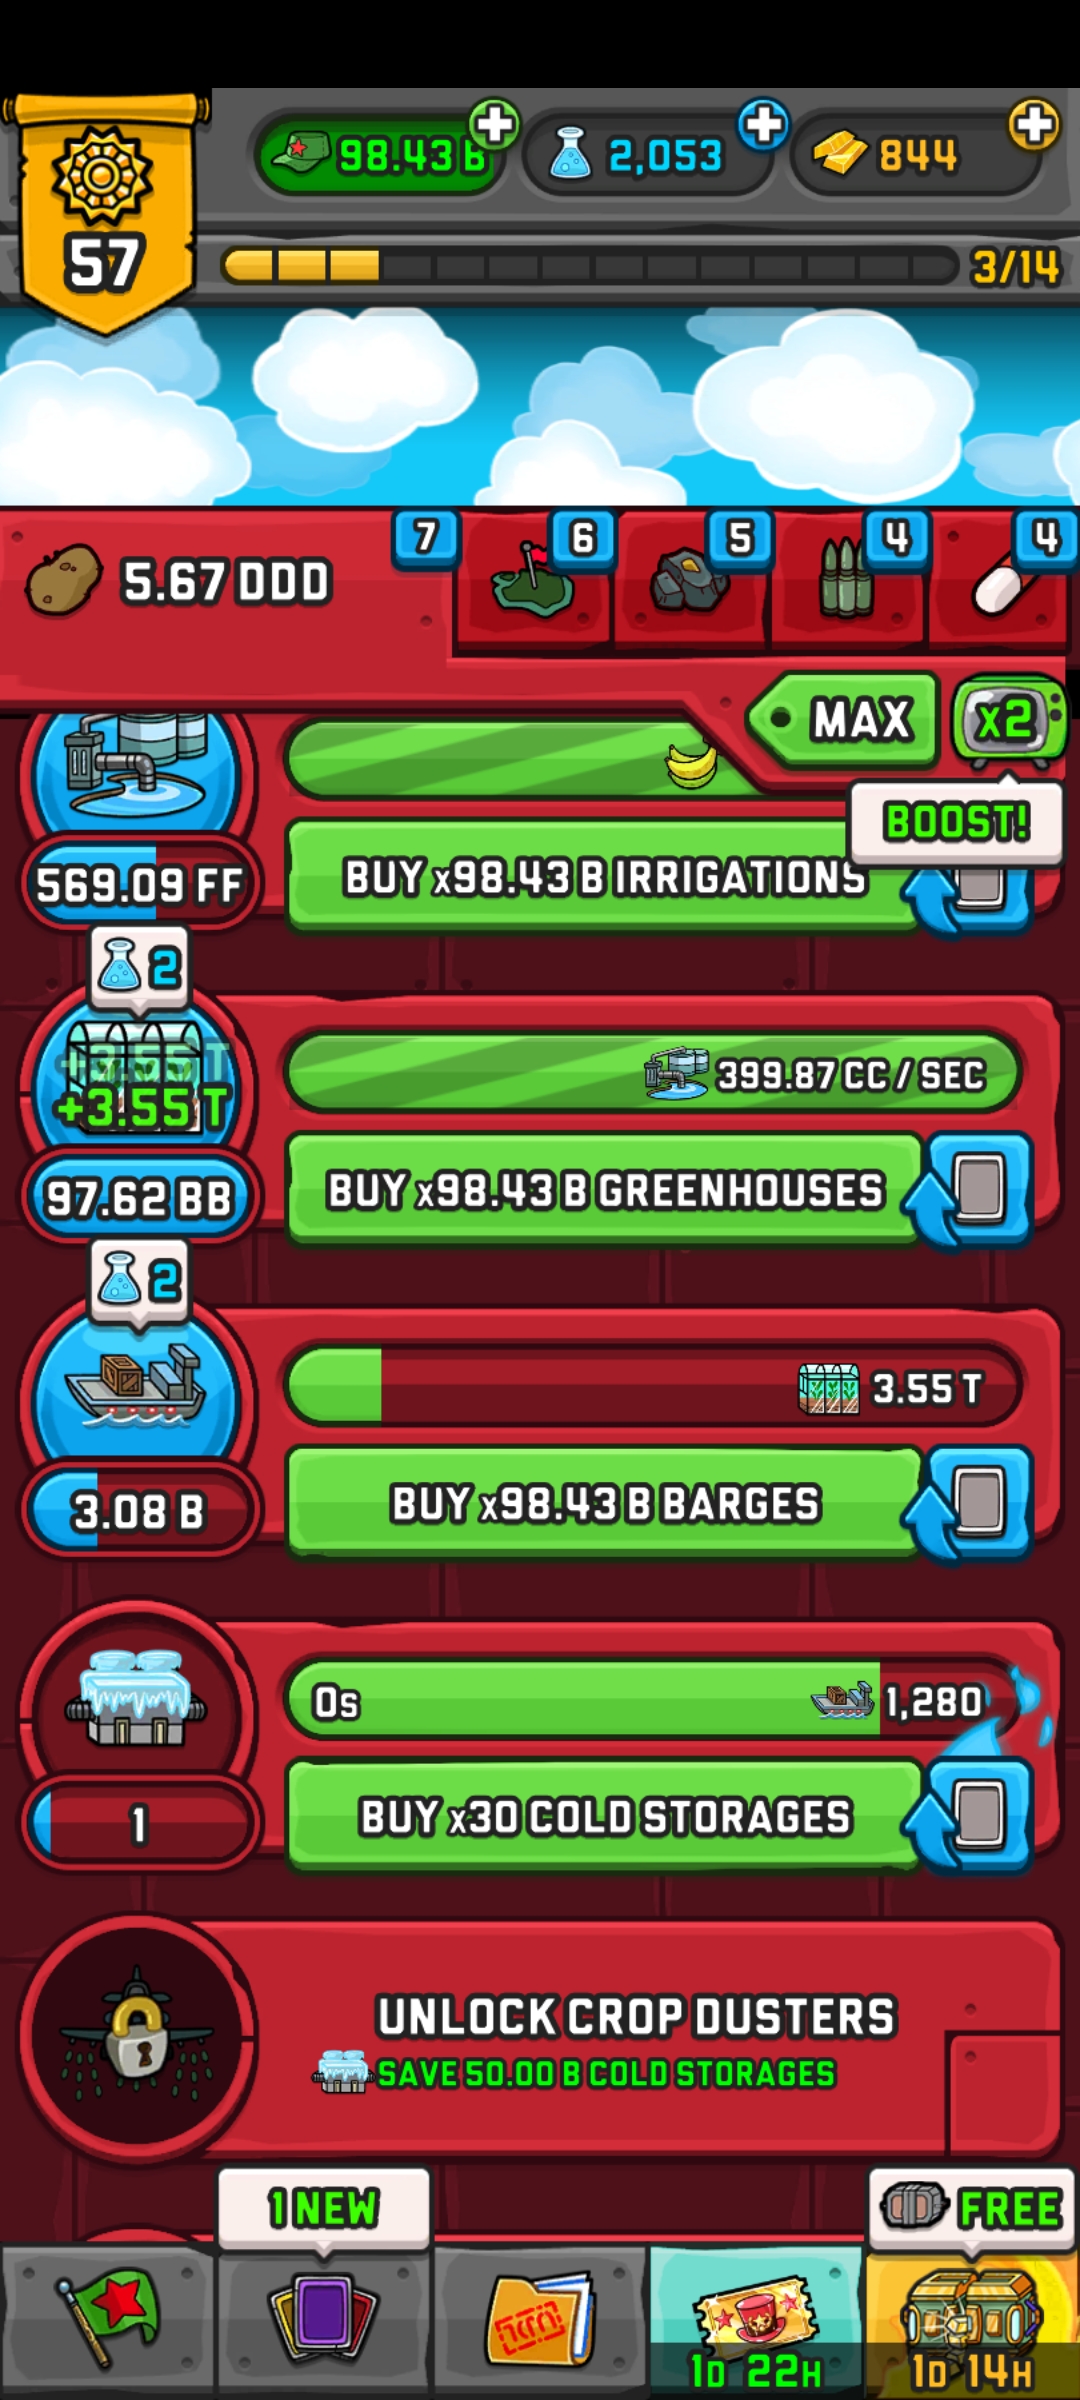 98.43 B
2,053
844
57
3/14
5.67 DDD
7
6
5
4
4
MAX
x2
BOOST!
569.09 FF
BUY x98.43 B IRRIGATIONS
2
+3.55 T
+3.55 T
399.87 CC / SEC
97.62 BB
BUY x98.43 B GREENHOUSES
2
3.55 T
3.08 B
BUY x98.43 B BARGES
0s
1,280
1
BUY x30 COLD STORAGES
UNLOCK CROP DUSTERS
SAVE 50.00 B COLD STORAGES
1 NEW
FREE
1D 22H
1D 14H